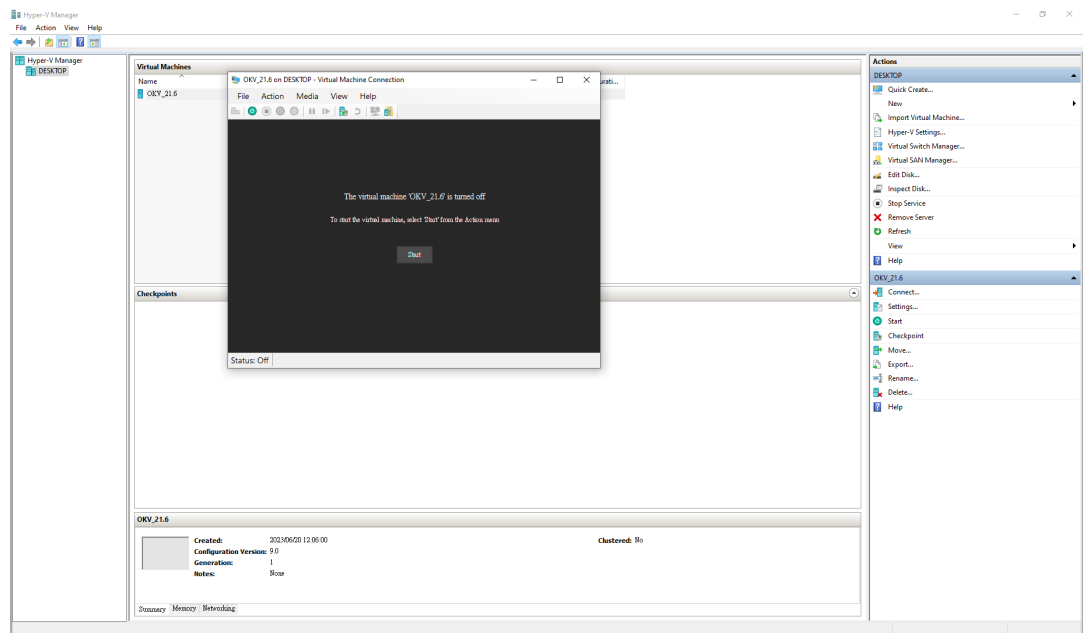 Hyper-V Manager
File Action View Help
Hyper-V Manager
DESKTOP
Virtual Machines
Name
OKV_21.6
OKV_21.6 on DESKTOP - Virtual Machine Connection
File Action Media View Help
The virtual machine 'OKV_21.6' is turned off
To start the virtual machine, select 'Start' from the Action menu
Start
Status: Off
Checkpoints
OKV_21.6
Created: 2023/06/20 12:06:00
Configuration Version: 9.0
Generation: 1
Notes: None
Clustered: No
Summary Memory Networking
Actions
DESKTOP
Quick Create...
New
Import Virtual Machine...
Hyper-V Settings...
Virtual Switch Manager...
Virtual SAN Manager...
Edit Disk...
Inspect Disk...
Stop Service
Remove Server
Refresh
View
Help
OKV_21.6
Connect...
Settings...
Start
Checkpoint
Move...
Export...
Rename...
Delete...
Help